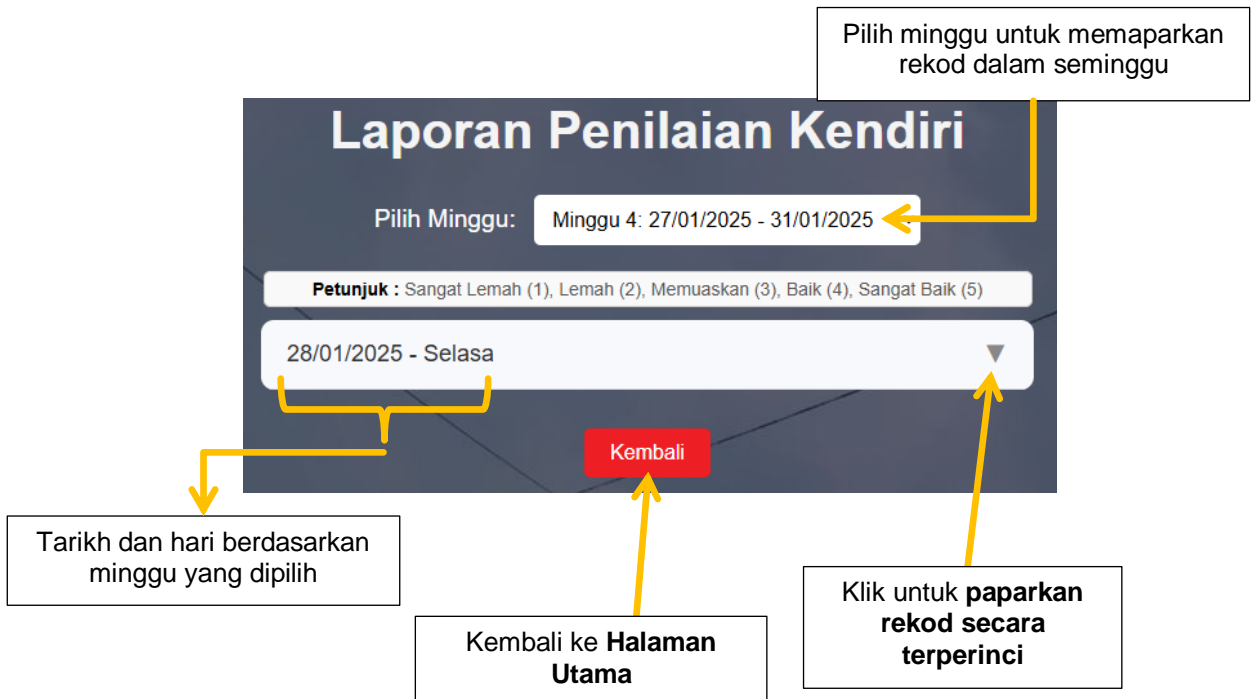 Pilih minggu untuk memaparkan
rekod dalam seminggu
Laporan Penilaian Kendiri
Pilih Minggu: Minggu 4: 27/01/2025 - 31/01/2025
Petunjuk : Sangat Lemah (1), Lemah (2), Memuaskan (3), Baik (4), Sangat Baik (5)
28/01/2025 - Selasa
Kembali
Tarikh dan hari berdasarkan
minggu yang dipilih
Klik untuk paparkan
rekod secara
terperinci
Kembali ke Halaman
Utama